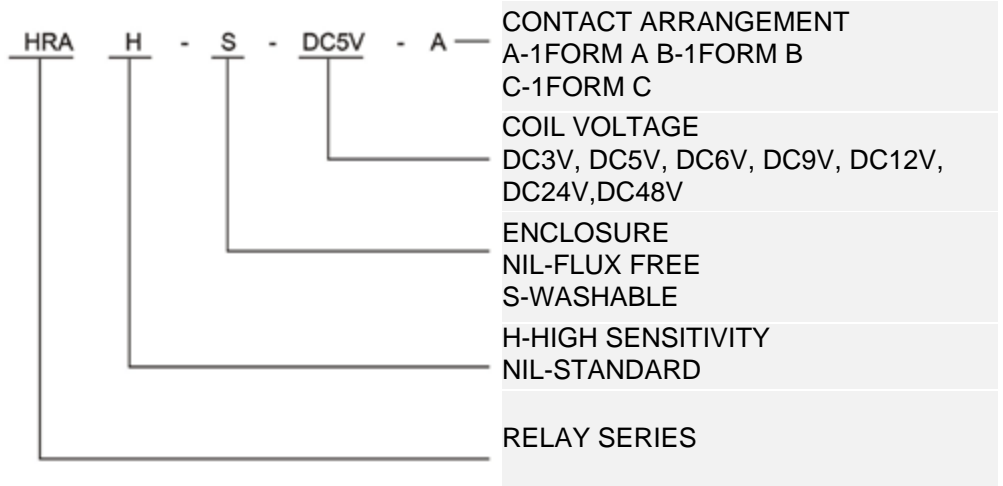 HRA H - S - DC5V - A
CONTACT ARRANGEMENT
A-1FORM A B-1FORM B
C-1FORM C
COIL VOLTAGE
DC3V, DC5V, DC6V, DC9V, DC12V,
DC24V,DC48V
ENCLOSURE
NIL-FLUX FREE
S-WASHABLE
H-HIGH SENSITIVITY
NIL-STANDARD
RELAY SERIES